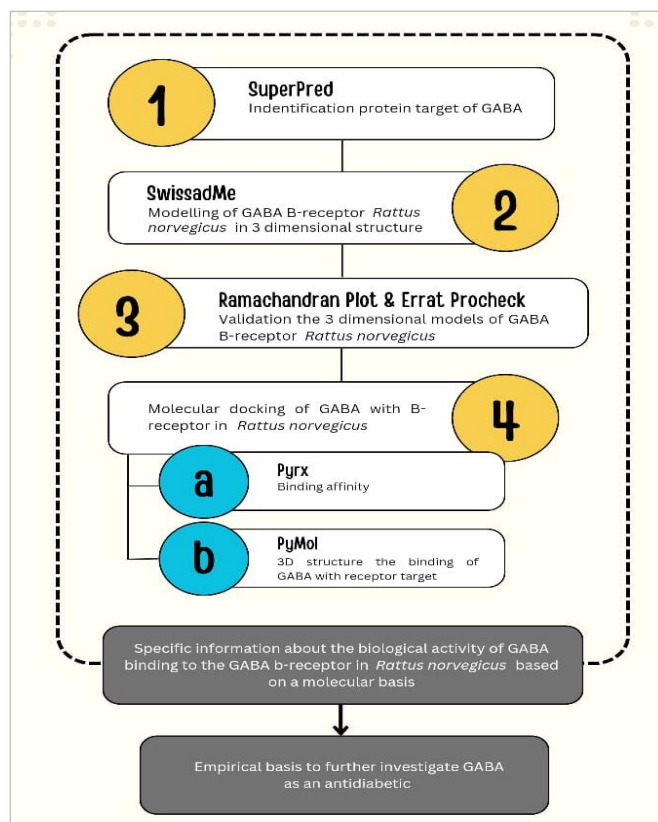 1
SuperPred
Indentification protein target of GABA
SwissadMe
Modelling of GABA B-receptor Rattus
norvegicus in 3 dimensional structure
2
3
Ramachandran Plot & Errat Procheck
Validation the 3 dimensional models of GABA
B-receptor Rattus norvegicus
Molecular docking of GABA with B-
receptor in Rattus norvegicus
4
a
Pyrx
Binding affinity
b
PyMol
3D structure the binding of
GABA with receptor target
Specific information about the biological activity of GABA
binding to the GABA b-receptor in Rattus norvegicus based
on a molecular basis
Empirical basis to further investigate GABA
as an antidiabetic